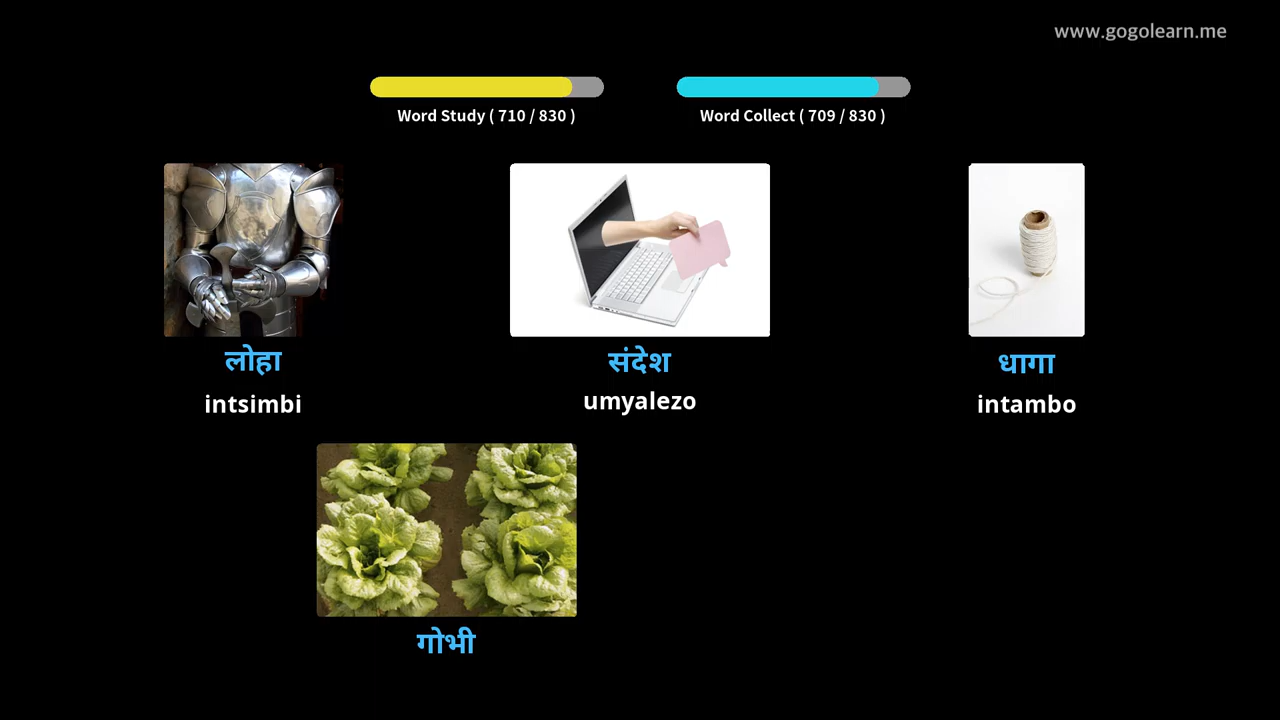 www.gogolearn.me
Word Study ( 710 / 830 )
Word Collect ( 709 / 830 )
लोहा
संदेश
धागा
intsimbi
umyalezo
intambo
गोभी